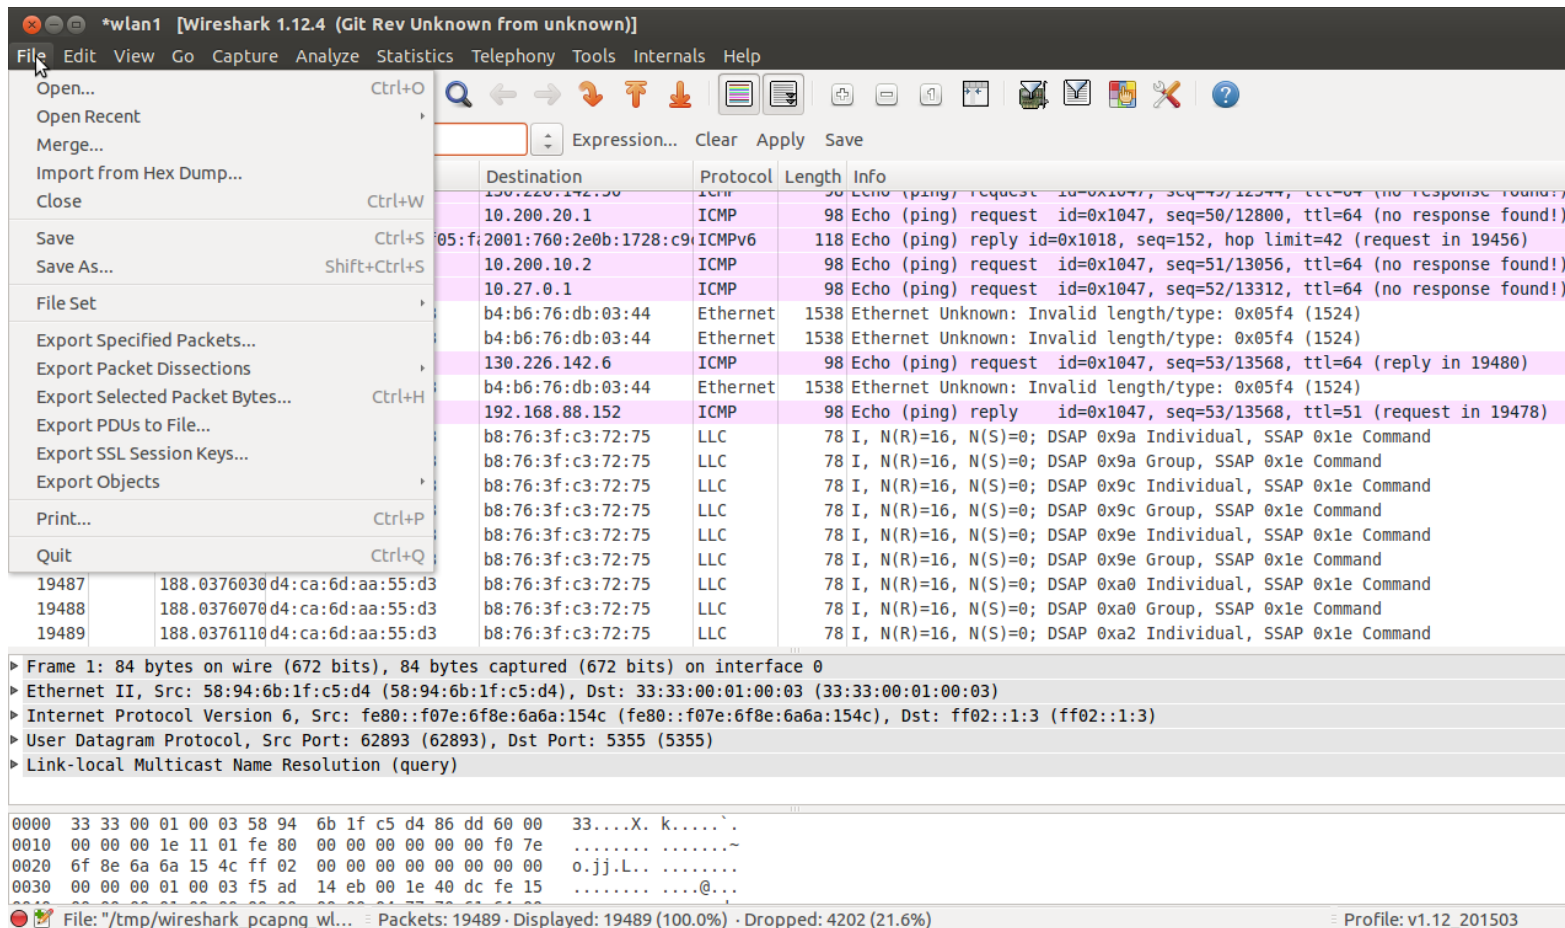 *wlan1 [Wireshark 1.12.4 (Git Rev Unknown from unknown)]
File Edit View Go Capture Analyze Statistics Telephony Tools Internals Help
Open... Ctrl+O
Open Recent
Merge...
Import from Hex Dump...
Close Ctrl+W
Save Ctrl+S
Save As... Shift+Ctrl+S
File Set
Export Specified Packets...
Export Packet Dissections
Export Selected Packet Bytes... Ctrl+H
Export PDUs to File...
Export SSL Session Keys...
Export Objects
Print... Ctrl+P
Quit Ctrl+Q
Expression... Clear Apply Save
Destination Protocol Length Info
130.226.142.50 ICMP 98 Echo (ping) request id=0x1047, seq=49/12544, ttl=64 (no response found!)
10.200.20.1 ICMP 98 Echo (ping) request id=0x1047, seq=50/12800, ttl=64 (no response found!)
f05:fa 2001:760:2e0b:1728:c9 ICMPv6 118 Echo (ping) reply id=0x1018, seq=152, hop limit=42 (request in 19456)
10.200.10.2 ICMP 98 Echo (ping) request id=0x1047, seq=51/13056, ttl=64 (no response found!)
10.27.0.1 ICMP 98 Echo (ping) request id=0x1047, seq=52/13312, ttl=64 (no response found!)
b4:b6:76:db:03:44 Ethernet 1538 Ethernet Unknown: Invalid length/type: 0x05f4 (1524)
b4:b6:76:db:03:44 Ethernet 1538 Ethernet Unknown: Invalid length/type: 0x05f4 (1524)
130.226.142.6 ICMP 98 Echo (ping) request id=0x1047, seq=53/13568, ttl=64 (reply in 19480)
b4:b6:76:db:03:44 Ethernet 1538 Ethernet Unknown: Invalid length/type: 0x05f4 (1524)
192.168.88.152 ICMP 98 Echo (ping) reply id=0x1047, seq=53/13568, ttl=51 (request in 19478)
b8:76:3f:c3:72:75 LLC 78 I, N(R)=16, N(S)=0; DSAP 0x9a Individual, SSAP 0x1e Command
b8:76:3f:c3:72:75 LLC 78 I, N(R)=16, N(S)=0; DSAP 0x9a Group, SSAP 0x1e Command
b8:76:3f:c3:72:75 LLC 78 I, N(R)=16, N(S)=0; DSAP 0x9c Individual, SSAP 0x1e Command
b8:76:3f:c3:72:75 LLC 78 I, N(R)=16, N(S)=0; DSAP 0x9c Group, SSAP 0x1e Command
b8:76:3f:c3:72:75 LLC 78 I, N(R)=16, N(S)=0; DSAP 0x9e Individual, SSAP 0x1e Command
b8:76:3f:c3:72:75 LLC 78 I, N(R)=16, N(S)=0; DSAP 0x9e Group, SSAP 0x1e Command
19487 188.0376030 d4:ca:6d:aa:55:d3 b8:76:3f:c3:72:75 LLC 78 I, N(R)=16, N(S)=0; DSAP 0xa0 Individual, SSAP 0x1e Command
19488 188.0376070 d4:ca:6d:aa:55:d3 b8:76:3f:c3:72:75 LLC 78 I, N(R)=16, N(S)=0; DSAP 0xa0 Group, SSAP 0x1e Command
19489 188.0376110 d4:ca:6d:aa:55:d3 b8:76:3f:c3:72:75 LLC 78 I, N(R)=16, N(S)=0; DSAP 0xa2 Individual, SSAP 0x1e Command
Frame 1: 84 bytes on wire (672 bits), 84 bytes captured (672 bits) on interface 0
Ethernet II, Src: 58:94:6b:1f:c5:d4 (58:94:6b:1f:c5:d4), Dst: 33:33:00:01:00:03 (33:33:00:01:00:03)
Internet Protocol Version 6, Src: fe80::f07e:6f8e:6a6a:154c (fe80::f07e:6f8e:6a6a:154c), Dst: ff02::1:3 (ff02::1:3)
User Datagram Protocol, Src Port: 62893 (62893), Dst Port: 5355 (5355)
Link-local Multicast Name Resolution (query)
0000 33 33 00 01 00 03 58 94 6b 1f c5 d4 86 dd 60 00 33....X. k.....`.
0010 00 00 00 1e 11 01 fe 80 00 00 00 00 00 00 f0 7e ........ .......~
0020 6f 8e 6a 6a 15 4c ff 02 00 00 00 00 00 00 00 00 o.jj.L.. ........
0030 00 00 00 01 00 03 f5 ad 14 eb 00 1e 40 dc fe 15 ........ ....@...
File: "/tmp/wireshark_pcapng_wl... Packets: 19489 · Displayed: 19489 (100.0%) · Dropped: 4202 (21.6%) Profile: v1.12_201503